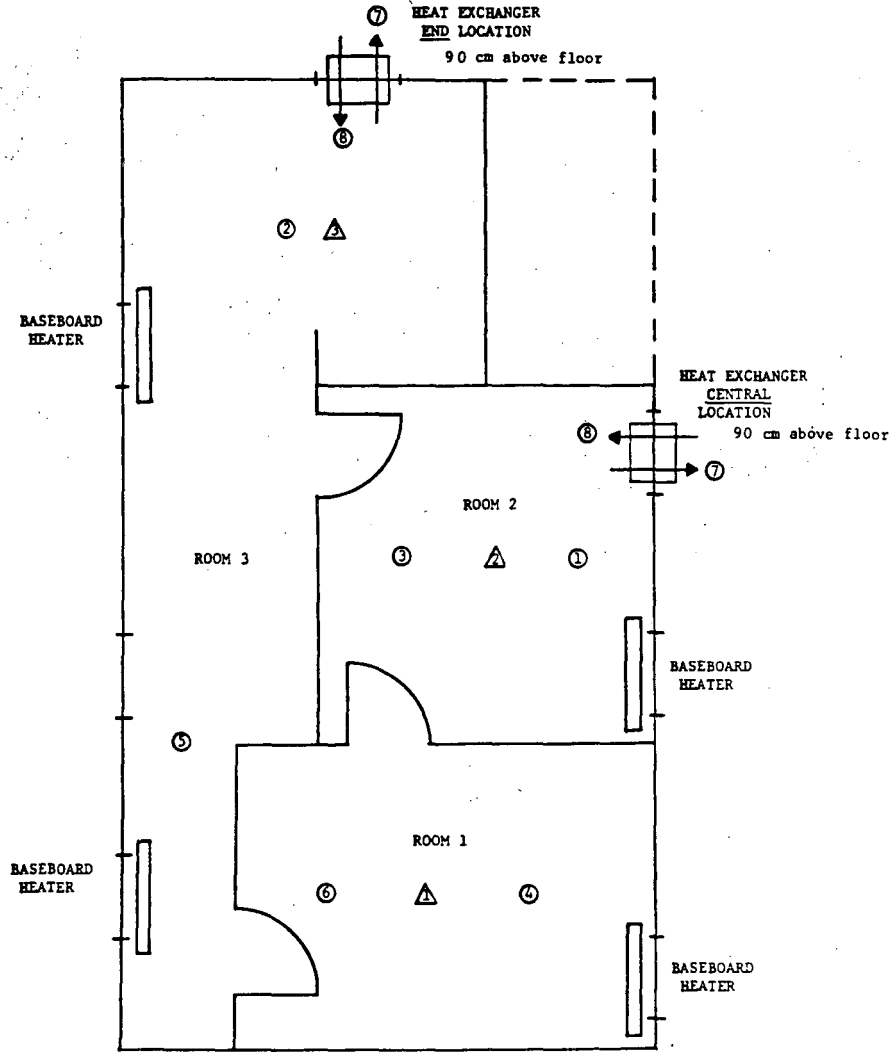 ⑦ HEAT EXCHANGER
END LOCATION
90 cm above floor
⑧
② 3
BASEBOARD
HEATER
HEAT EXCHANGER
CENTRAL
LOCATION
⑧ 90 cm above floor
⑦
ROOM 2
ROOM 3
③ 2 ①
BASEBOARD
HEATER
⑤
ROOM 1
BASEBOARD
HEATER
⑥ 1 ④
BASEBOARD
HEATER